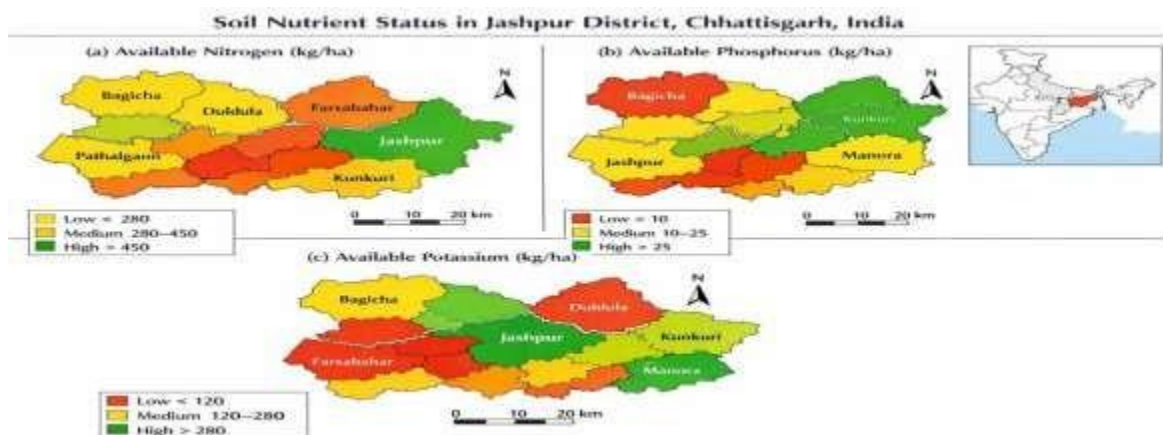 Soil Nutrient Status in Jashpur District, Chhattisgarh, India
(a) Available Nitrogen (kg/ha)
N
Bagicha
Duldula
Farsabahar
Jashpur
Pathalgann
Kunkuri
Low < 280
Medium 280–450
High > 450
0 10 20 km
(b) Available Phosphorus (kg/ha)
N
Bagicha
Kunkuri
Jashpur
Manora
Low = 10
Medium 10–25
High = 25
0 10 20 km
(c) Available Potassium (kg/ha)
N
Bagicha
Duldula
Jashpur
Kunkuri
Farsabahar
Manora
Low < 120
Medium 120–280
High > 280
0 10 20 km